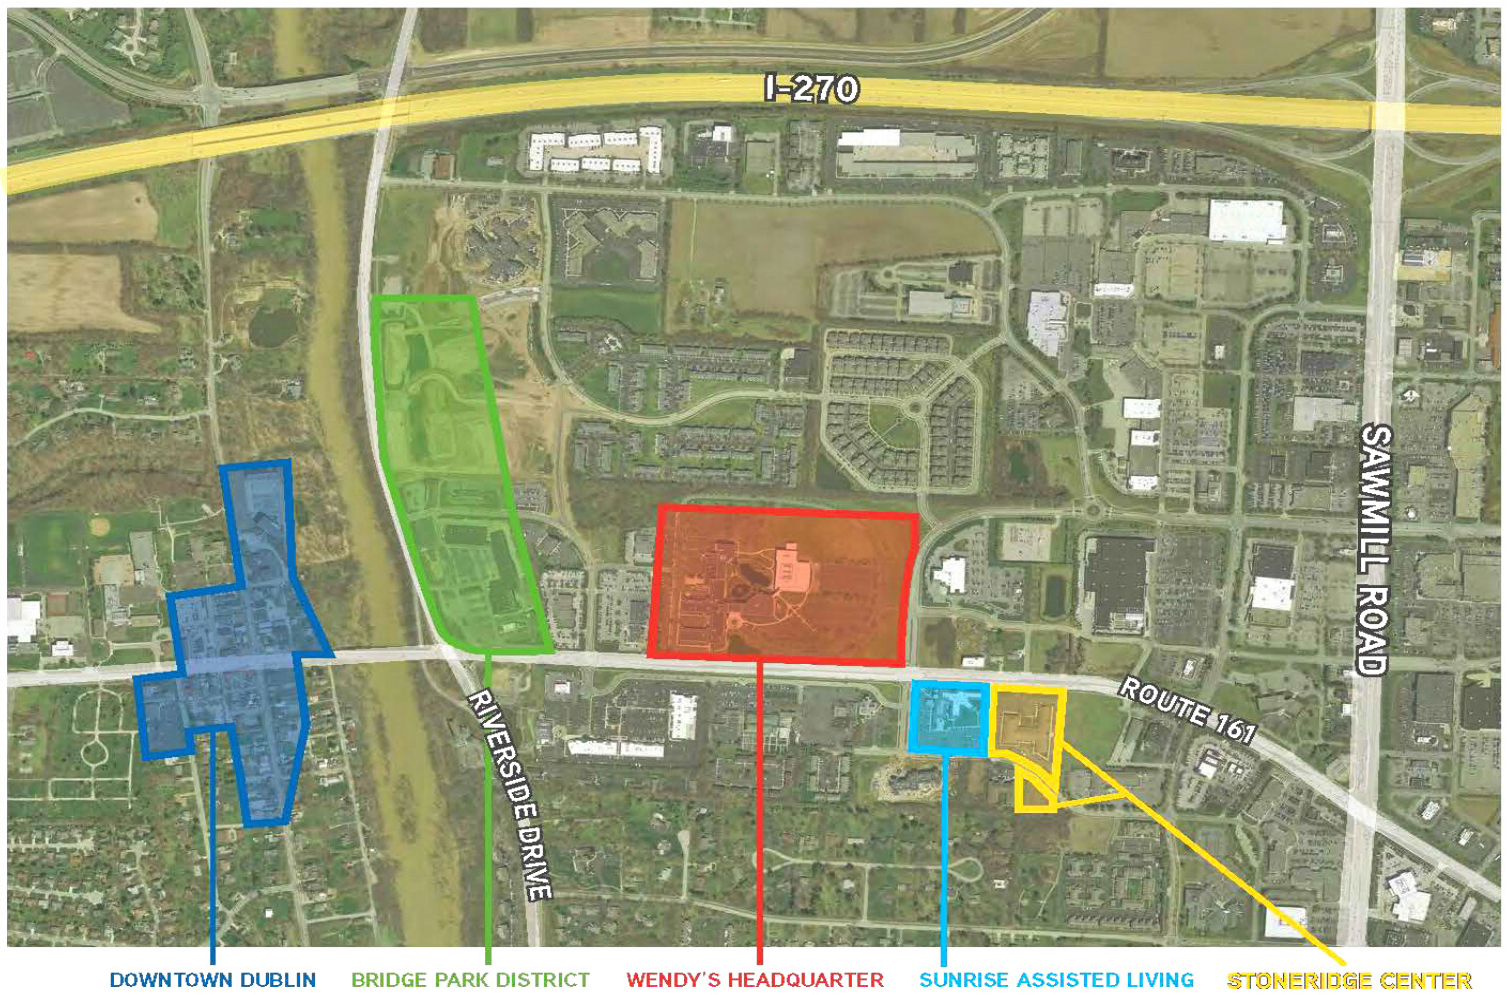 I-270
SAWMILL ROAD
ROUTE 161
RIVERSIDE DRIVE
DOWNTOWN DUBLIN
BRIDGE PARK DISTRICT
WENDY'S HEADQUARTER
SUNRISE ASSISTED LIVING
STONERIDGE CENTER